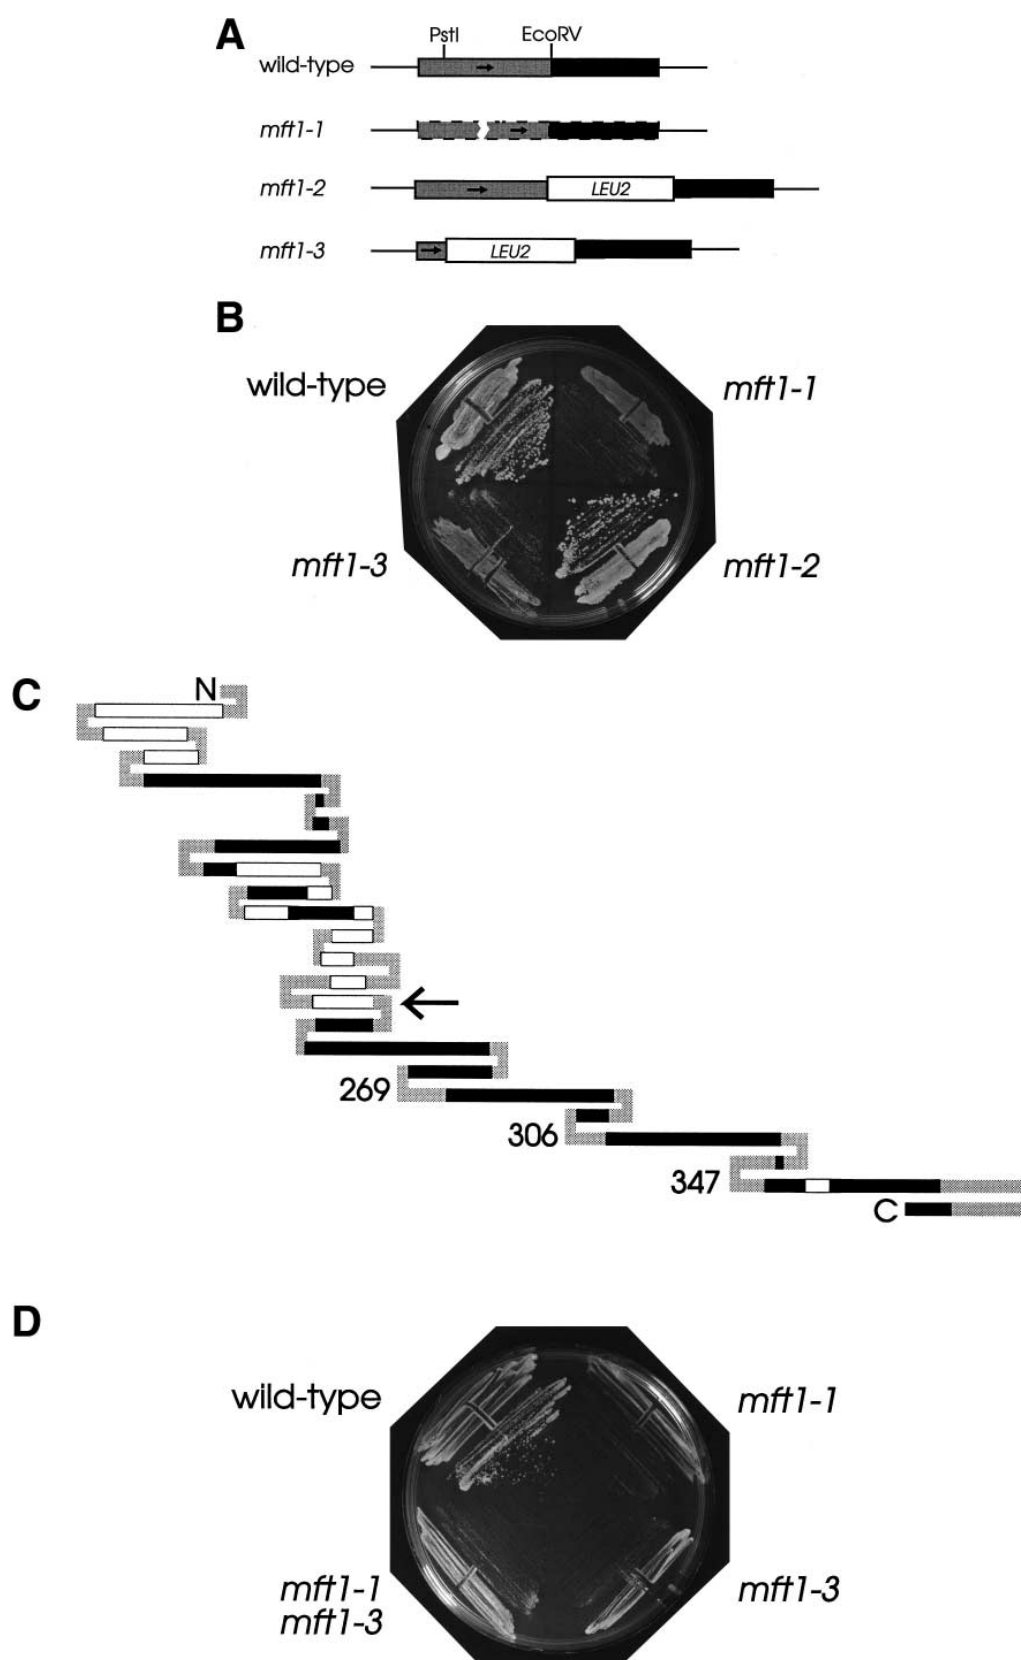 A
PstI EcoRV
wild-type
mft1-1
mft1-2 LEU2
mft1-3 LEU2
B
wild-type mft1-1
mft1-3 mft1-2
C
N
269
306
347
C
D
wild-type mft1-1
mft1-1
mft1-3 mft1-3